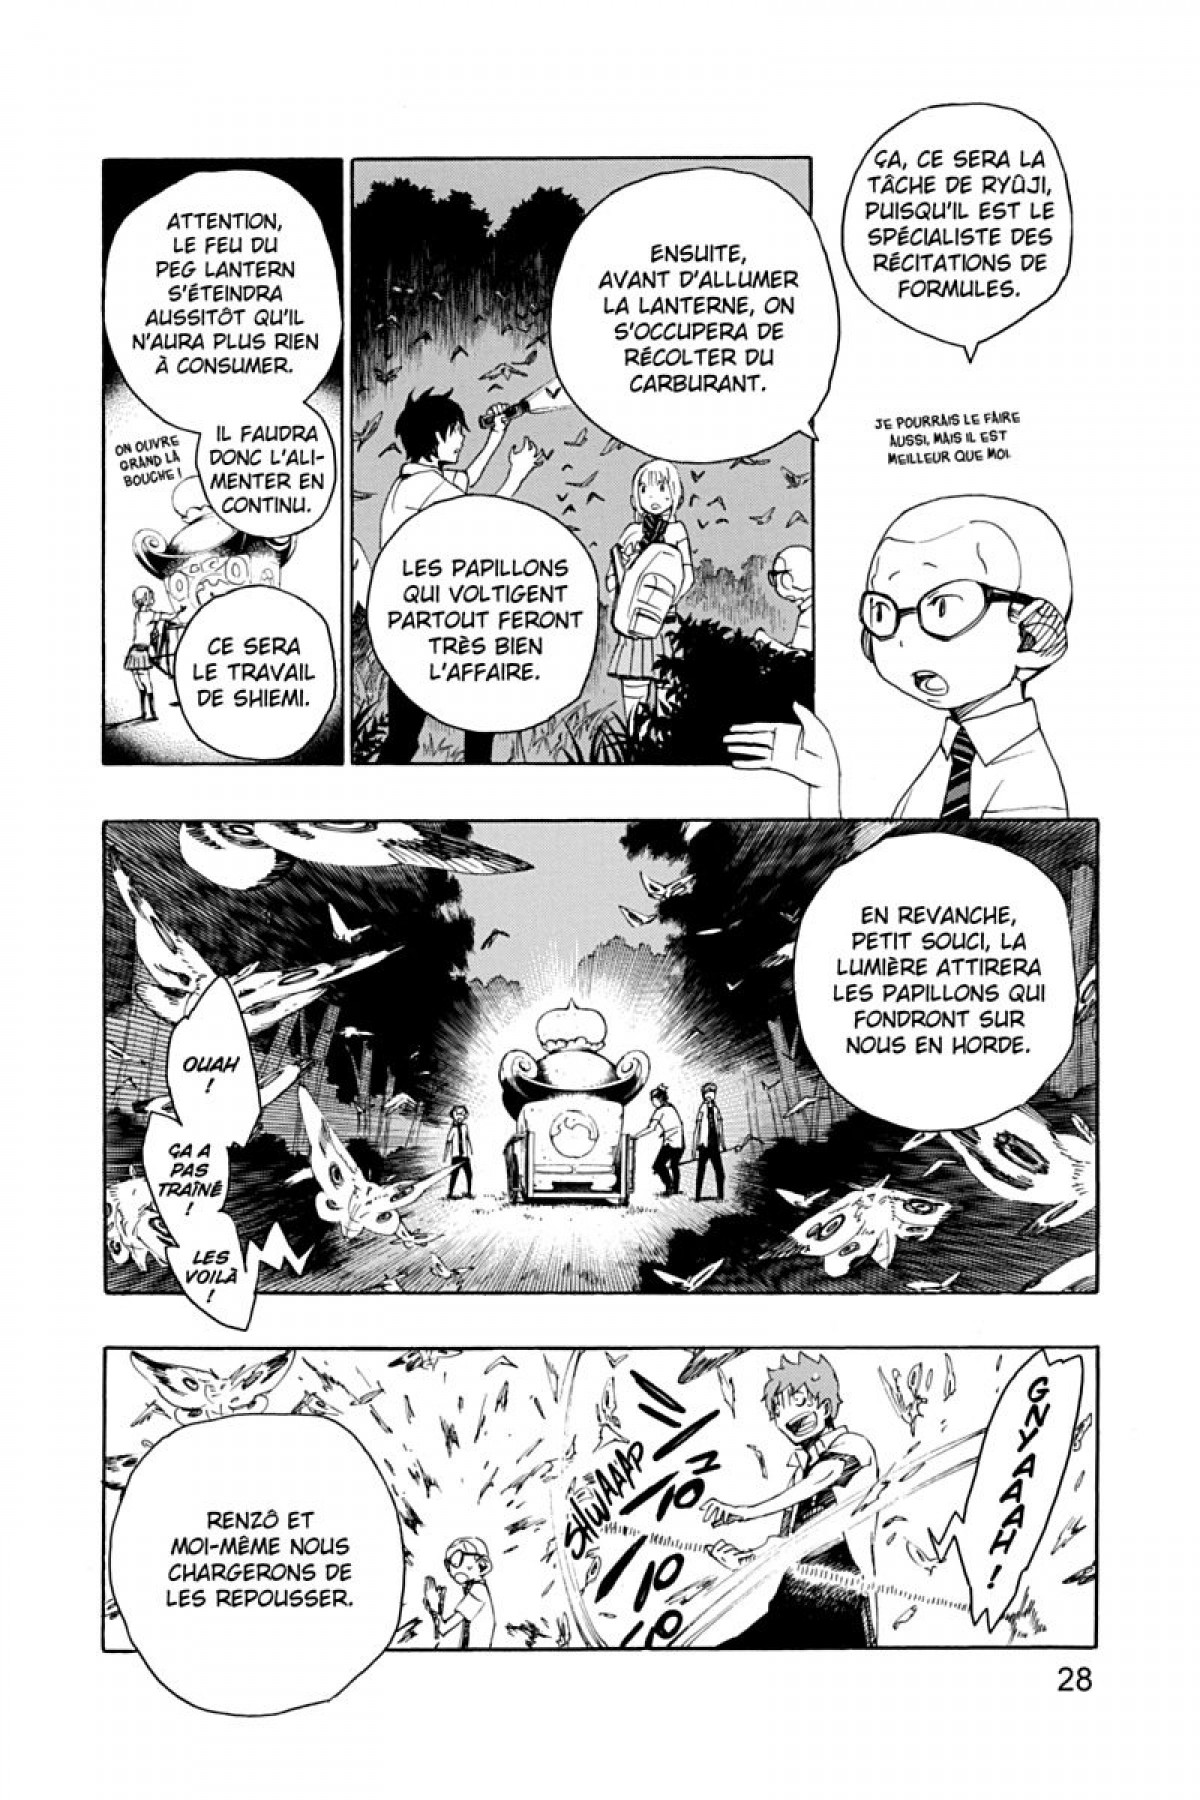 ÇA, CE SERA LA
TÂCHE DE RYÛJI,
PUISQU'IL EST LE
SPÉCIALISTE DES
RÉCITATIONS DE
FORMULES.
JE POURRAIS LE FAIRE
AUSSI, MAIS IL EST
MEILLEUR QUE MOI.
ENSUITE,
AVANT D'ALLUMER
LA LANTERNE, ON
S'OCCUPERA DE
RÉCOLTER DU
CARBURANT.
LES PAPILLONS
QUI VOLTIGENT
PARTOUT FERONT
TRÈS BIEN
L'AFFAIRE.
ATTENTION,
LE FEU DU
PEG LANTERN
S'ÉTEINDRA
AUSSITÔT QU'IL
N'AURA PLUS RIEN
À CONSUMER.
IL FAUDRA
DONC L'ALI-
MENTER EN
CONTINU.
ON OUVRE
GRAND LA
BOUCHE !
CE SERA
LE TRAVAIL
DE SHIEMI.
EN REVANCHE,
PETIT SOUCI, LA
LUMIÈRE ATTIRERA
LES PAPILLONS QUI
FONDRONT SUR
NOUS EN HORDE.
OUAH
!
ÇA A
PAS
TRAÎNÉ
!
LES
VOILÀ
!
GNYAAAH !
SHWAAAP
RENZÔ ET
MOI-MÊME NOUS
CHARGERONS DE
LES REPOUSSER.
28